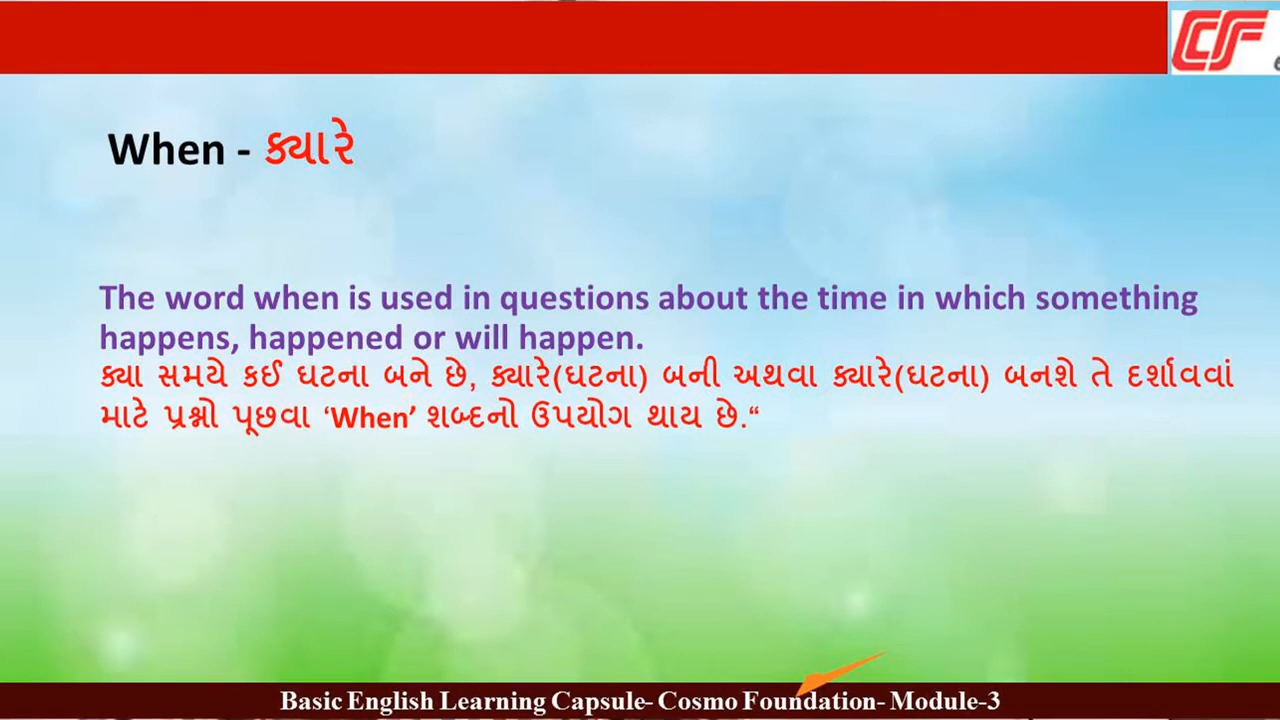 CF
When - ક્યારે
The word when is used in questions about the time in which something
happens, happened or will happen.
ક્યા સમયે કઈ ઘટના બને છે, ક્યારે(ઘટના) બની અથવા ક્યારે(ઘટના) બનશે તે દર્શાવવાં
માટે પ્રશ્નો પૂછવા ‘When’ શબ્દનો ઉપયોગ થાય છે.“
Basic English Learning Capsule- Cosmo Foundation- Module-3